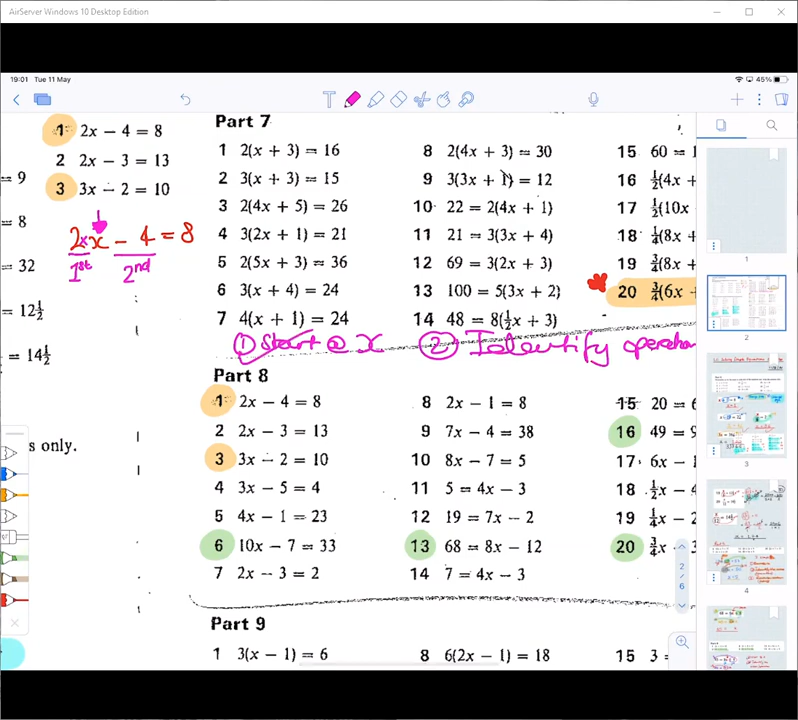 AirServer Windows 10 Desktop Edition
19:01 Tue 11 May
45%
1 2x − 4 = 8
2 2x − 3 = 13
3 3x − 2 = 10
= 9
= 8
= 32
= 12½
= 14½
s only.
2×x − 4 = 8
1st 2nd
Part 7
1 2(x + 3) = 16
2 3(x + 3) = 15
3 2(4x + 5) = 26
4 3(2x + 1) = 21
5 2(5x + 3) = 36
6 3(x + 4) = 24
7 4(x + 1) = 24
8 2(4x + 3) = 30
9 3(3x + 1) = 12
10 22 = 2(4x + 1)
11 21 = 3(3x + 4)
12 69 = 3(2x + 3)
13 100 = 5(3x + 2)
14 48 = 8(½x + 3)
15 60 =
16 ½(4x +
17 ½(10x
18 ¼(8x +
19 ¾(8x +
20 ¾(6x +
① Start @ x ② Identify operation
Part 8
1 2x − 4 = 8
2 2x − 3 = 13
3 3x − 2 = 10
4 3x − 5 = 4
5 4x − 1 = 23
6 10x − 7 = 33
7 2x − 3 = 2
8 2x − 1 = 8
9 7x − 4 = 38
10 8x − 7 = 5
11 5 = 4x − 3
12 19 = 7x − 2
13 68 = 8x − 12
14 7 = 4x − 3
15 20 = 6
16 49 = 9
17 6x − 1
18 ½x − 4
19 ¼x − 2
20 ¾x − 3
Part 9
1 3(x − 1) = 6
8 6(2x − 1) = 18
15 3 =
2 / 6
1
2
3
4